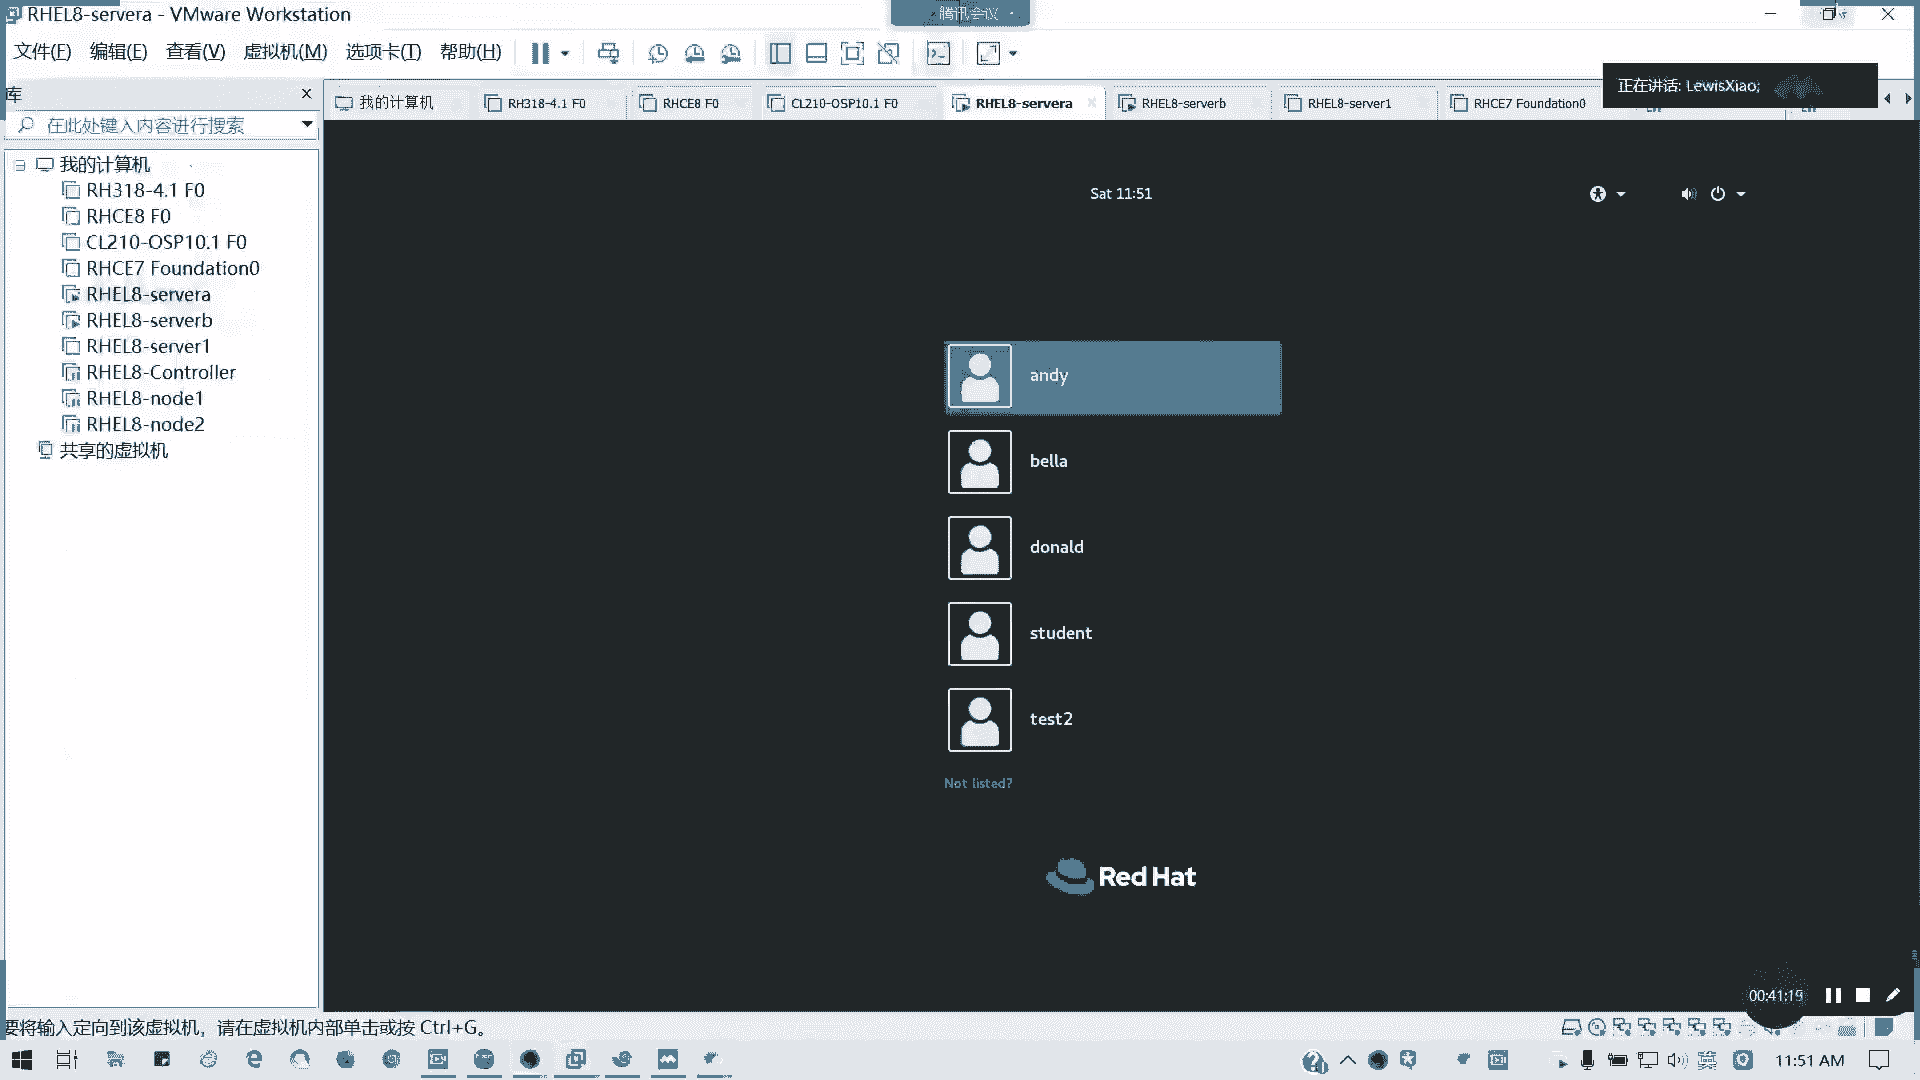 RHEL8-servera - VMware Workstation
腾讯会议
文件(F) 编辑(E) 查看(V) 虚拟机(M) 选项卡(T) 帮助(H)
正在讲话: LewisXiao;
库
在此处键入内容进行搜索
我的计算机 RH318-4.1 F0 RHCE8 F0 CL210-OSP10.1 F0 RHEL8-servera RHEL8-serverb RHEL8-server1 RHCE7 Foundation0
我的计算机
RH318-4.1 F0
RHCE8 F0
CL210-OSP10.1 F0
RHCE7 Foundation0
RHEL8-servera
RHEL8-serverb
RHEL8-server1
RHEL8-Controller
RHEL8-node1
RHEL8-node2
共享的虚拟机
Sat 11:51
andy
bella
donald
student
test2
Not listed?
Red Hat
00:41:19
要将输入定向到该虚拟机，请在虚拟机内部单击或按 Ctrl+G。
英
11:51 AM